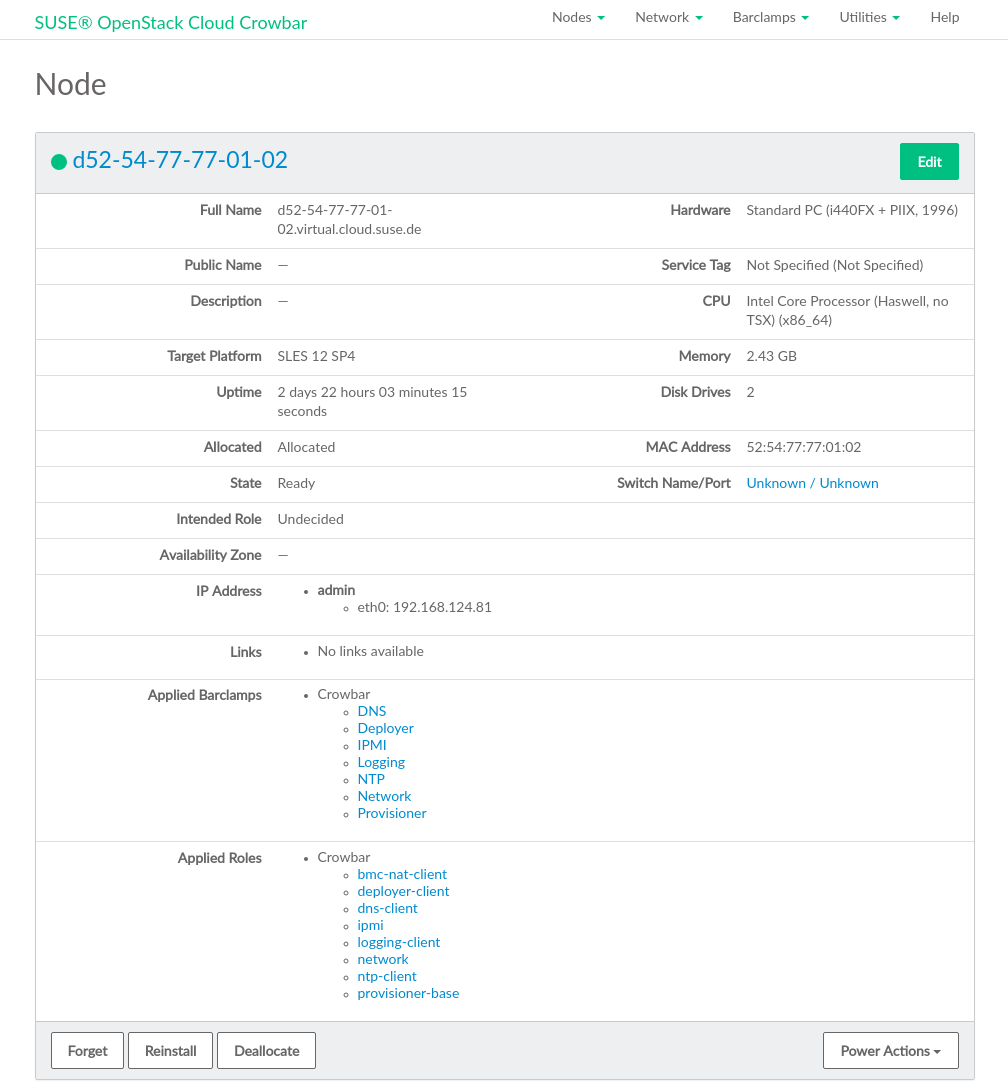 SUSE® OpenStack Cloud Crowbar
Nodes Network Barclamps Utilities Help
Node
d52-54-77-77-01-02
Edit
Full Name d52-54-77-77-01-
02.virtual.cloud.suse.de
Hardware Standard PC (i440FX + PIIX, 1996)
Public Name —
Service Tag Not Specified (Not Specified)
Description —
CPU Intel Core Processor (Haswell, no
TSX) (x86_64)
Target Platform SLES 12 SP4
Memory 2.43 GB
Uptime 2 days 22 hours 03 minutes 15
seconds
Disk Drives 2
Allocated Allocated
MAC Address 52:54:77:77:01:02
State Ready
Switch Name/Port Unknown / Unknown
Intended Role Undecided
Availability Zone —
IP Address • admin
◦ eth0: 192.168.124.81
Links • No links available
Applied Barclamps • Crowbar
◦ DNS
◦ Deployer
◦ IPMI
◦ Logging
◦ NTP
◦ Network
◦ Provisioner
Applied Roles • Crowbar
◦ bmc-nat-client
◦ deployer-client
◦ dns-client
◦ ipmi
◦ logging-client
◦ network
◦ ntp-client
◦ provisioner-base
Forget Reinstall Deallocate Power Actions